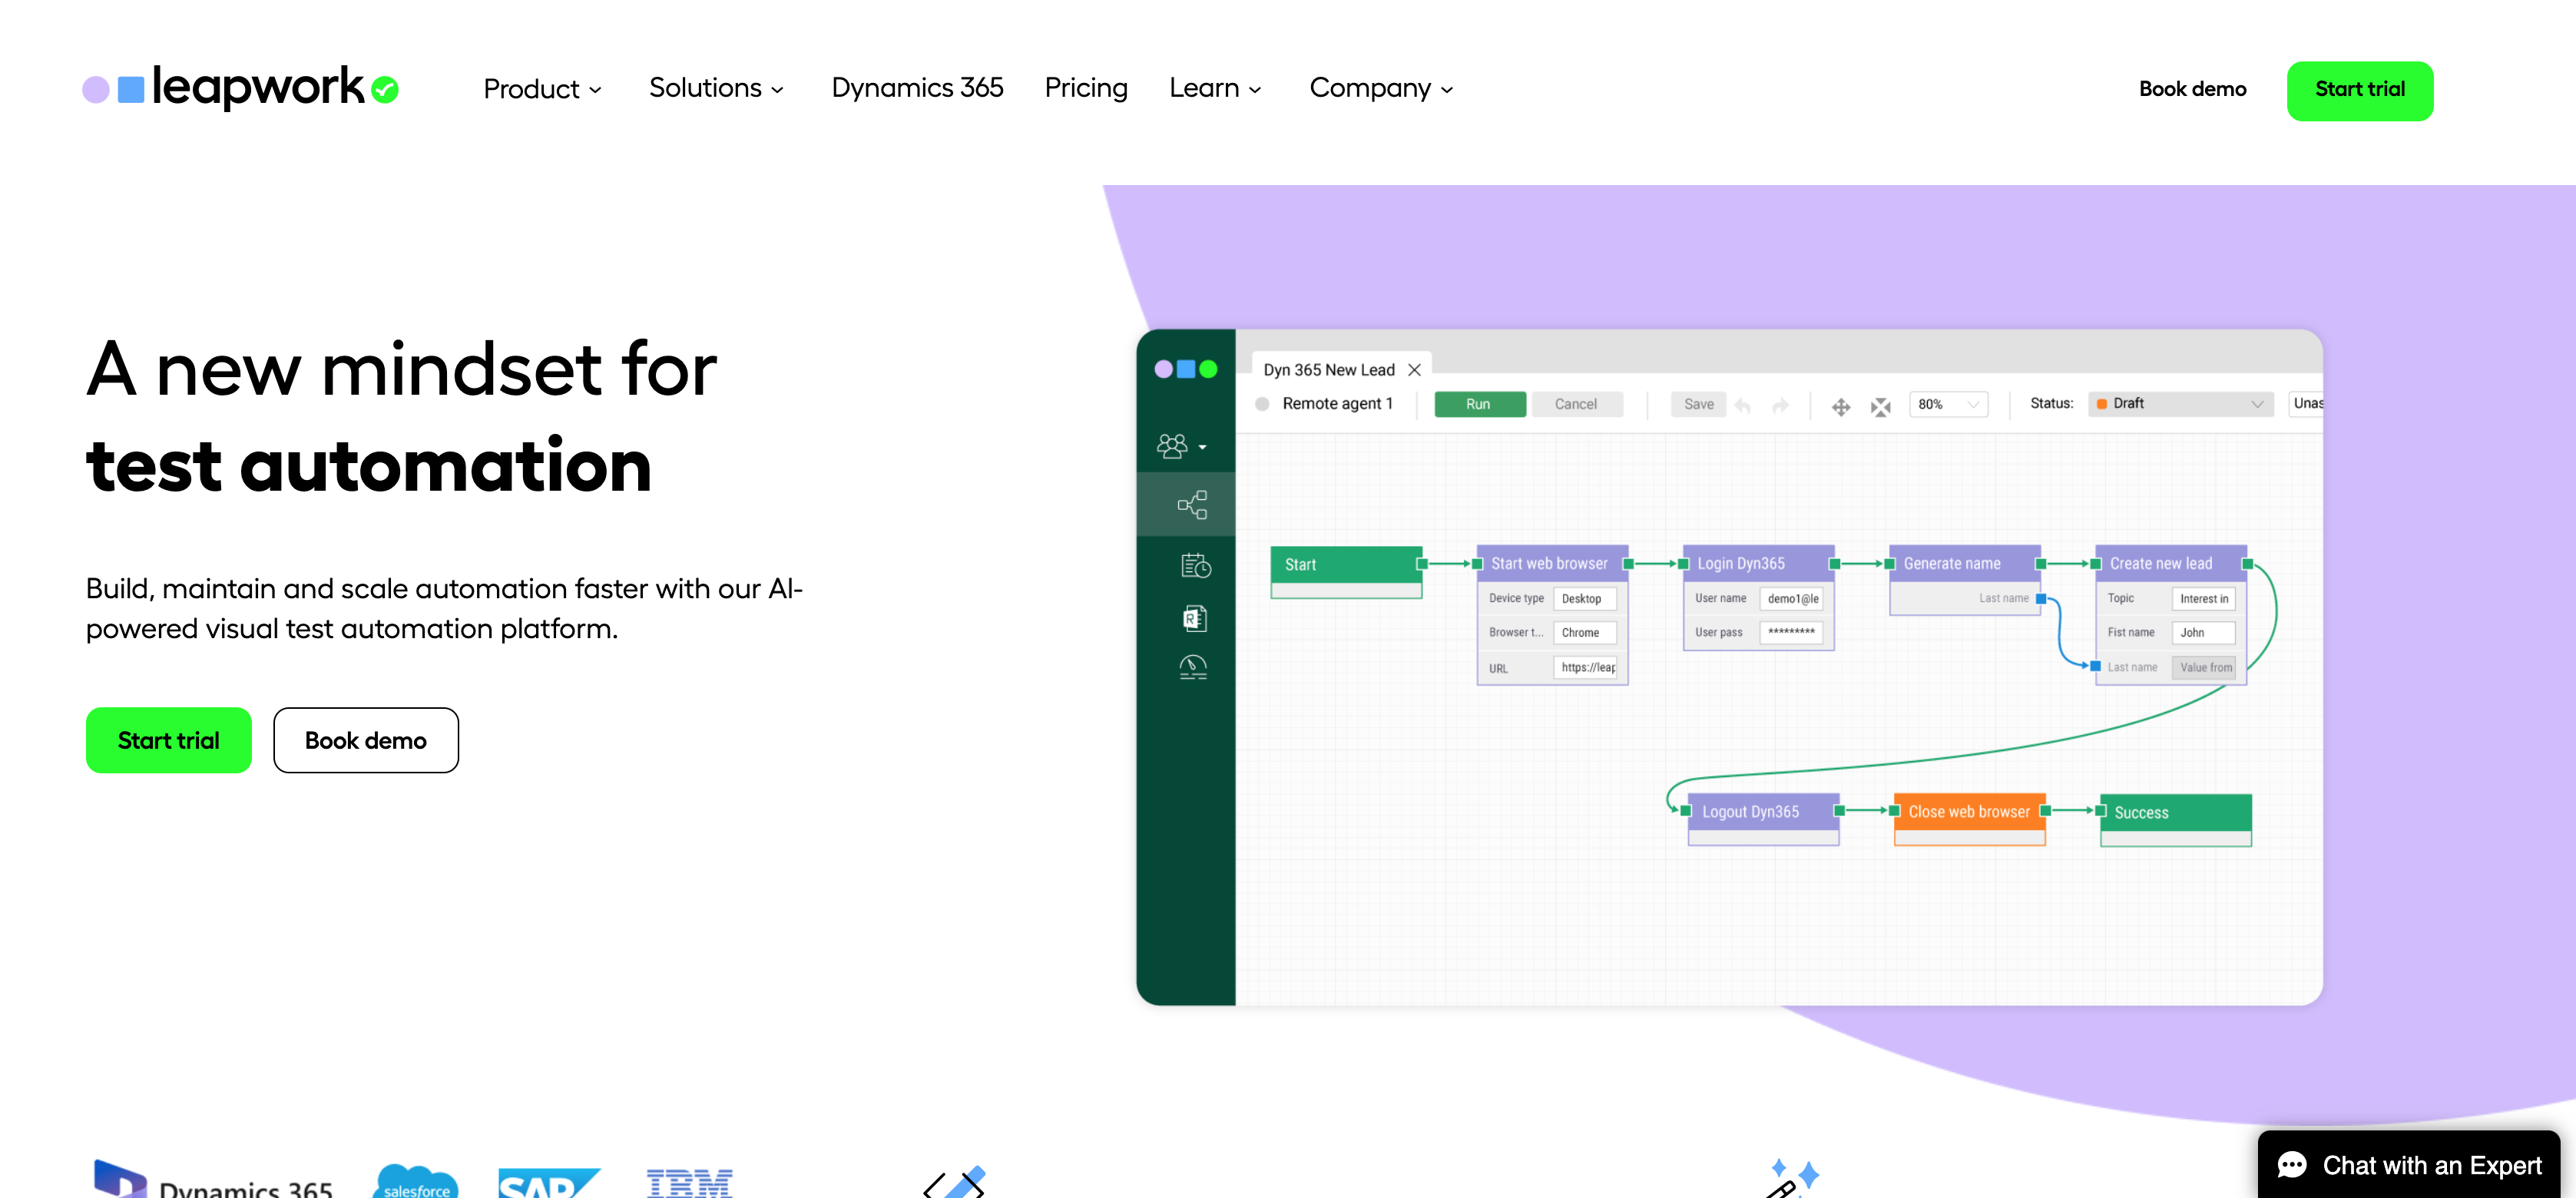 leapwork
Product
Solutions
Dynamics 365
Pricing
Learn
Company
Book demo
Start trial
A new mindset for
test automation
Build, maintain and scale automation faster with our AI-
powered visual test automation platform.
Start trial
Book demo
Dyn 365 New Lead
Remote agent 1
Run
Cancel
Save
80%
Status:
Draft
Unas
Start
Start web browser
Device type
Desktop
Browser t...
Chrome
URL
https://leap
Login Dyn365
User name
demo1@le
User pass
*********
Generate name
Last name
Create new lead
Topic
Interest in
Fist name
John
Last name
Value from
Logout Dyn365
Close web browser
Success
Dynamics 365
salesforce
SAP
IBM
Chat with an Expert